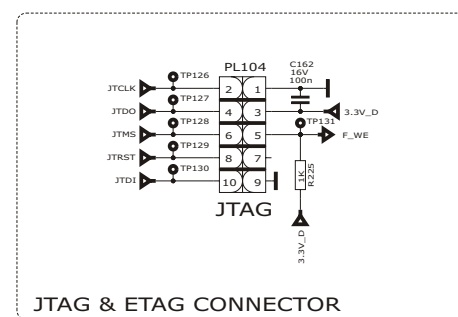 PL104
C162
16V
100n
TP126
JTCLK
2
1
TP127
JTDO
4
3
3.3V_D
TP128
TP131
JTMS
6
5
F_WE
TP129
JTRST
8
7
TP130
JTDI
10
9
1K
R225
JTAG
3.3V_D
JTAG & ETAG CONNECTOR